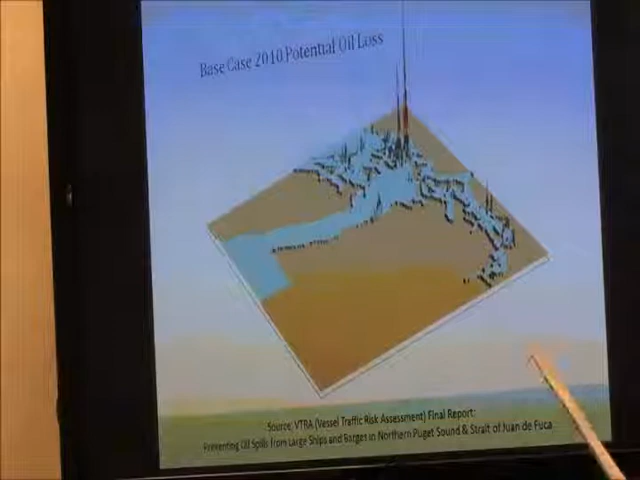 Base Case 2010 Potential Oil Loss
Source: VTRA (Vessel Traffic Risk Assessment) Final Report:
Preventing Oil Spills from Large Ships and Barges in Northern Puget Sound & Strait of Juan de Fuca